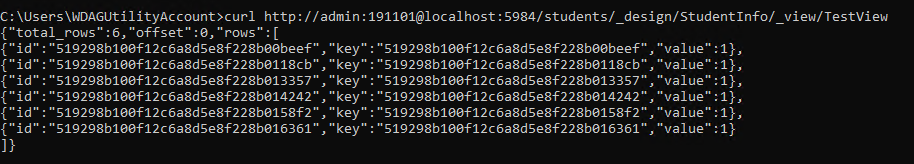 C:\Users\WDAGUtilityAccount>curl http://admin:191101@localhost:5984/students/_design/StudentInfo/_view/TestView
{"total_rows":6,"offset":0,"rows":[
{"id":"519298b100f12c6a8d5e8f228b00beef","key":"519298b100f12c6a8d5e8f228b00beef","value":1},
{"id":"519298b100f12c6a8d5e8f228b0118cb","key":"519298b100f12c6a8d5e8f228b0118cb","value":1},
{"id":"519298b100f12c6a8d5e8f228b013357","key":"519298b100f12c6a8d5e8f228b013357","value":1},
{"id":"519298b100f12c6a8d5e8f228b014242","key":"519298b100f12c6a8d5e8f228b014242","value":1},
{"id":"519298b100f12c6a8d5e8f228b0158f2","key":"519298b100f12c6a8d5e8f228b0158f2","value":1},
{"id":"519298b100f12c6a8d5e8f228b016361","key":"519298b100f12c6a8d5e8f228b016361","value":1}
]}